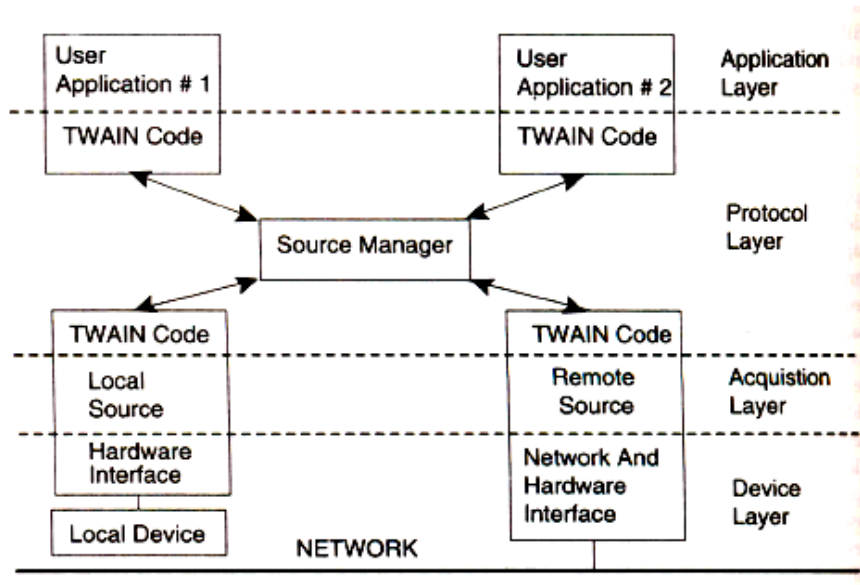 User
Application # 1
User
Application # 2
Application
Layer
TWAIN Code
TWAIN Code
Protocol
Layer
Source Manager
TWAIN Code
TWAIN Code
Local
Source
Remote
Source
Acquistion
Layer
Hardware
Interface
Network And
Hardware
Interface
Device
Layer
Local Device
NETWORK